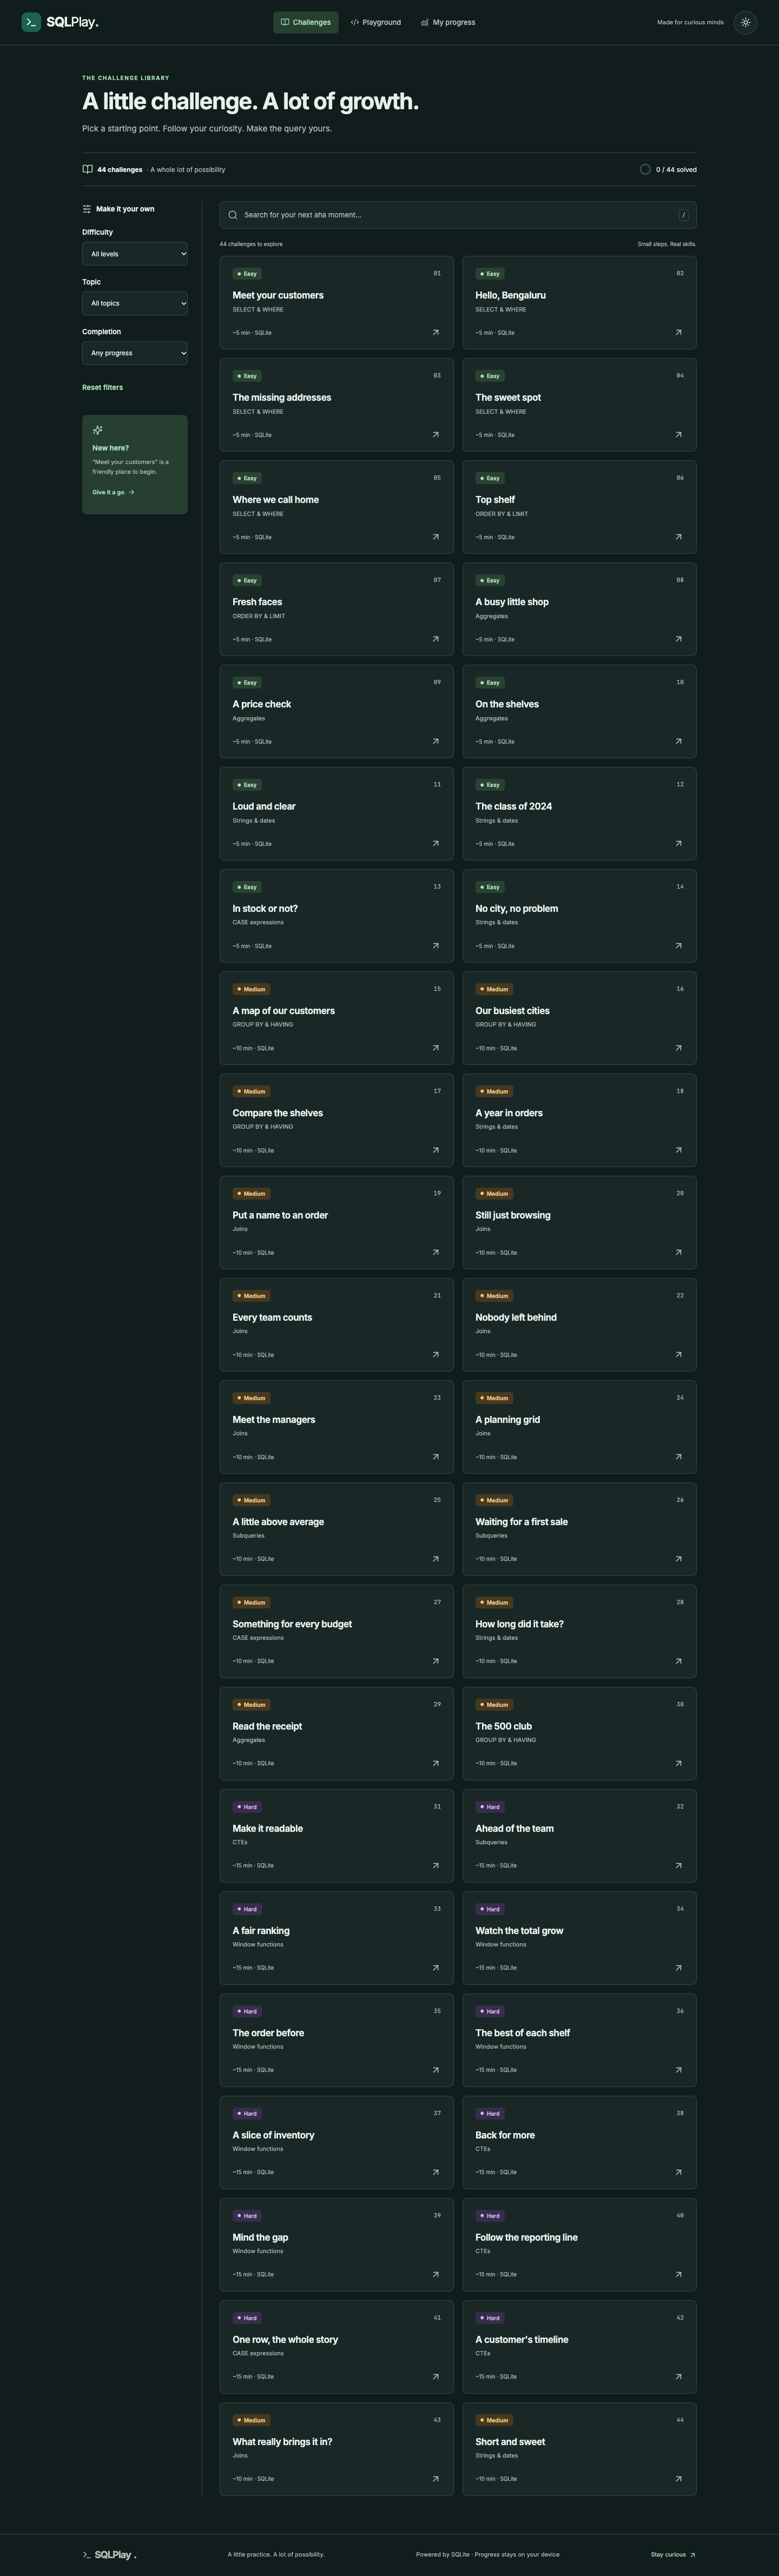 SQLPlay.
Challenges
Playground
My progress
Made for curious minds
THE CHALLENGE LIBRARY
A little challenge. A lot of growth.
Pick a starting point. Follow your curiosity. Make the query yours.
44 challenges · A whole lot of possibility
0 / 44 solved
Make it your own
Difficulty
All levels
Topic
All topics
Completion
Any progress
Reset filters
New here?
"Meet your customers" is a
friendly place to begin.
Give it a go
Search for your next aha moment...
/
44 challenges to explore
Small steps. Real skills.
Easy
01
Meet your customers
SELECT & WHERE
~5 min · SQLite
Easy
02
Hello, Bengaluru
SELECT & WHERE
~5 min · SQLite
Easy
03
The missing addresses
SELECT & WHERE
~5 min · SQLite
Easy
04
The sweet spot
SELECT & WHERE
~5 min · SQLite
Easy
05
Where we call home
SELECT & WHERE
~5 min · SQLite
Easy
06
Top shelf
ORDER BY & LIMIT
~5 min · SQLite
Easy
07
Fresh faces
ORDER BY & LIMIT
~5 min · SQLite
Easy
08
A busy little shop
Aggregates
~5 min · SQLite
Easy
09
A price check
Aggregates
~5 min · SQLite
Easy
10
On the shelves
Aggregates
~5 min · SQLite
Easy
11
Loud and clear
Strings & dates
~5 min · SQLite
Easy
12
The class of 2024
Strings & dates
~5 min · SQLite
Easy
13
In stock or not?
CASE expressions
~5 min · SQLite
Easy
14
No city, no problem
Strings & dates
~5 min · SQLite
Medium
15
A map of our customers
GROUP BY & HAVING
~10 min · SQLite
Medium
16
Our busiest cities
GROUP BY & HAVING
~10 min · SQLite
Medium
17
Compare the shelves
GROUP BY & HAVING
~10 min · SQLite
Medium
18
A year in orders
Strings & dates
~10 min · SQLite
Medium
19
Put a name to an order
Joins
~10 min · SQLite
Medium
20
Still just browsing
Joins
~10 min · SQLite
Medium
21
Every team counts
Joins
~10 min · SQLite
Medium
22
Nobody left behind
Joins
~10 min · SQLite
Medium
23
Meet the managers
Joins
~10 min · SQLite
Medium
24
A planning grid
Joins
~10 min · SQLite
Medium
25
A little above average
Subqueries
~10 min · SQLite
Medium
26
Waiting for a first sale
Subqueries
~10 min · SQLite
Medium
27
Something for every budget
CASE expressions
~10 min · SQLite
Medium
28
How long did it take?
Strings & dates
~10 min · SQLite
Medium
29
Read the receipt
Aggregates
~10 min · SQLite
Medium
30
The 500 club
GROUP BY & HAVING
~10 min · SQLite
Hard
31
Make it readable
CTEs
~15 min · SQLite
Hard
32
Ahead of the team
Subqueries
~15 min · SQLite
Hard
33
A fair ranking
Window functions
~15 min · SQLite
Hard
34
Watch the total grow
Window functions
~15 min · SQLite
Hard
35
The order before
Window functions
~15 min · SQLite
Hard
36
The best of each shelf
Window functions
~15 min · SQLite
Hard
37
A slice of inventory
Window functions
~15 min · SQLite
Hard
38
Back for more
CTEs
~15 min · SQLite
Hard
39
Mind the gap
Window functions
~15 min · SQLite
Hard
40
Follow the reporting line
CTEs
~15 min · SQLite
Hard
41
One row, the whole story
CASE expressions
~15 min · SQLite
Hard
42
A customer's timeline
CTEs
~15 min · SQLite
Medium
43
What really brings it in?
Joins
~10 min · SQLite
Medium
44
Short and sweet
Strings & dates
~10 min · SQLite
SQLPlay .
A little practice. A lot of possibility.
Powered by SQLite · Progress stays on your device
Stay curious